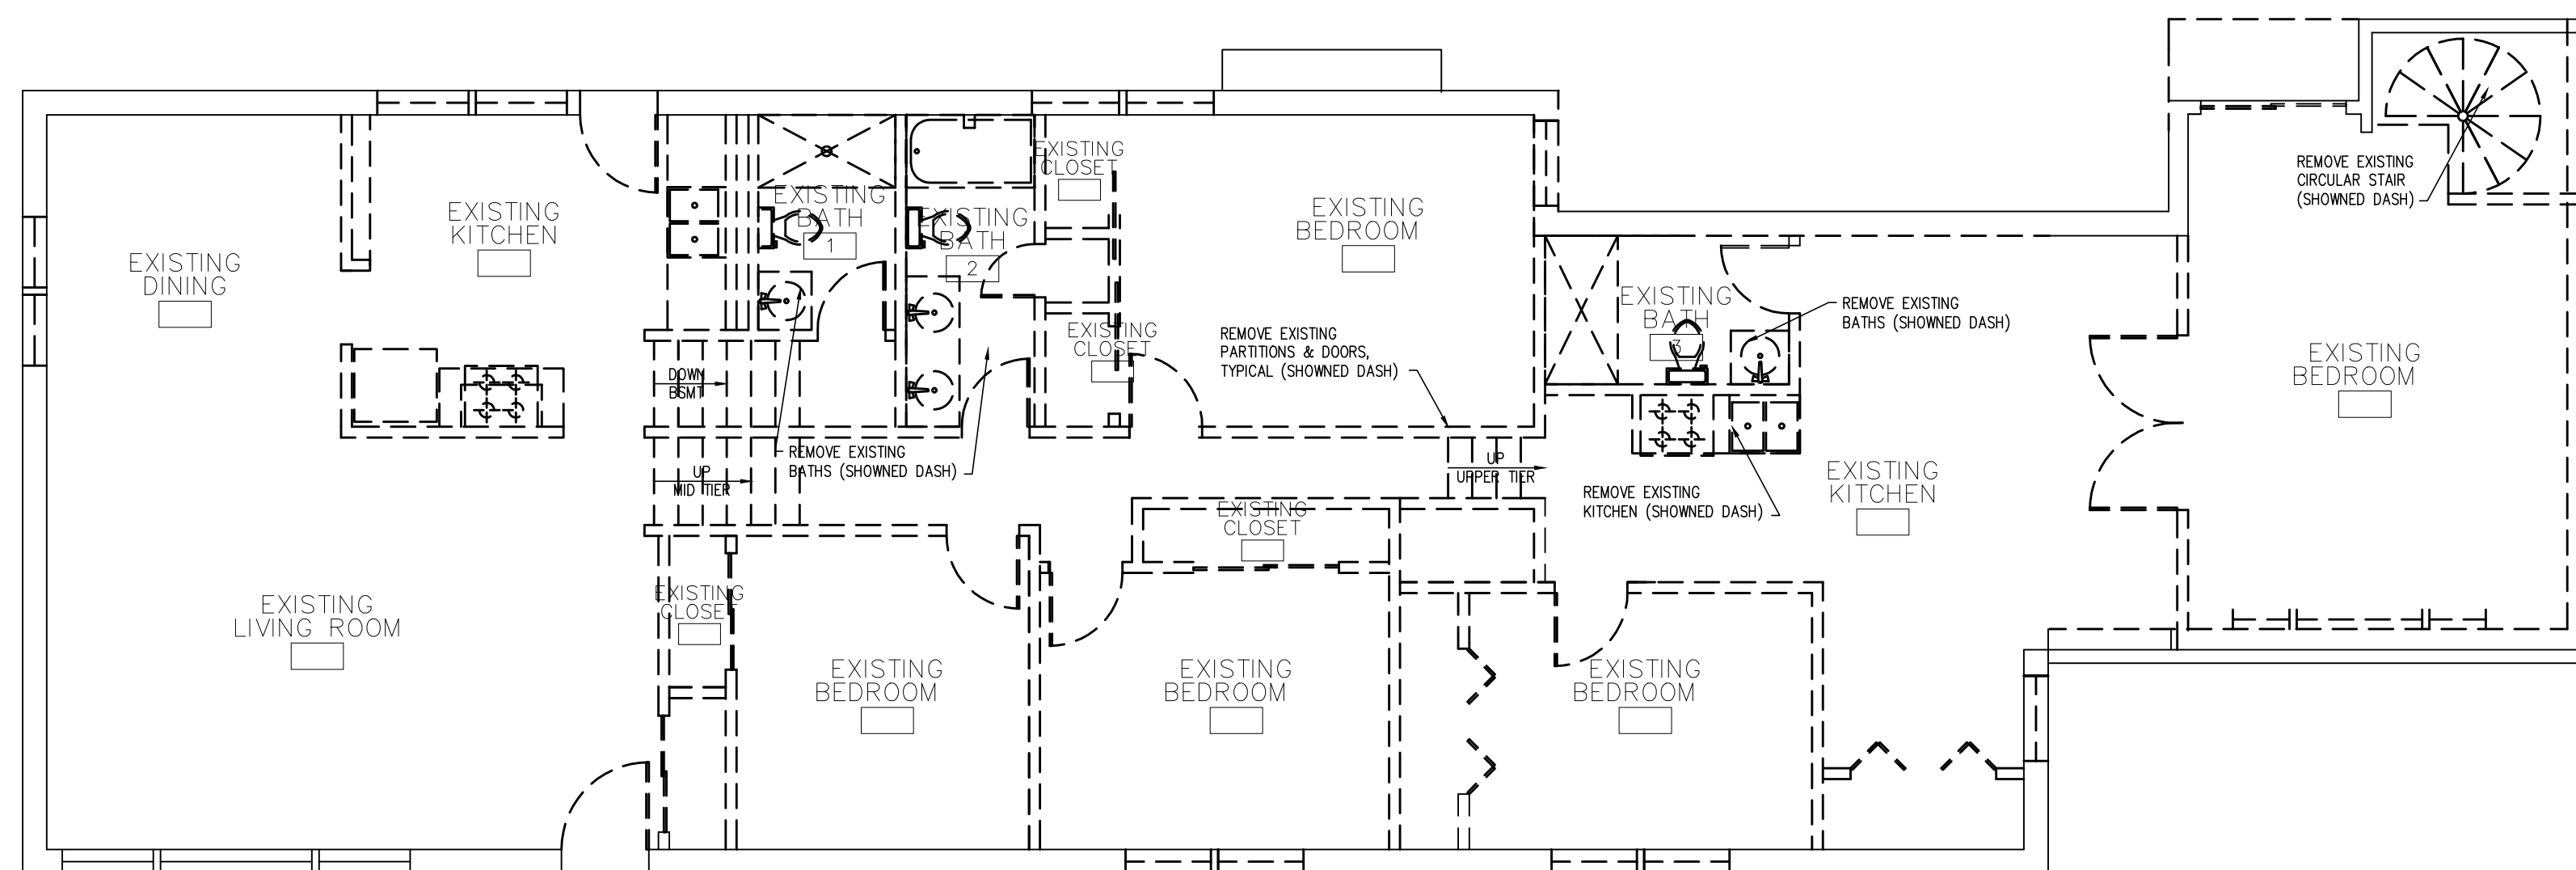 EXISTING
DINING
EXISTING
KITCHEN
EXISTING
LIVING ROOM
EXISTING
BATH
1
EXISTING
BATH
2
EXISTING
CLOSET
EXISTING
CLOSET
DOWN
BSMT
UP
MID TIER
REMOVE EXISTING
BATHS (SHOWNED DASH)
EXISTING
CLOSET
EXISTING
BEDROOM
EXISTING
BEDROOM
REMOVE EXISTING
PARTITIONS & DOORS,
TYPICAL (SHOWNED DASH)
UP
UPPER TIER
EXISTING
CLOSET
EXISTING
BEDROOM
EXISTING
BEDROOM
EXISTING
BATH
3
REMOVE EXISTING
BATHS (SHOWNED DASH)
REMOVE EXISTING
KITCHEN (SHOWNED DASH)
EXISTING
KITCHEN
REMOVE EXISTING
CIRCULAR STAIR
(SHOWNED DASH)
EXISTING
BEDROOM